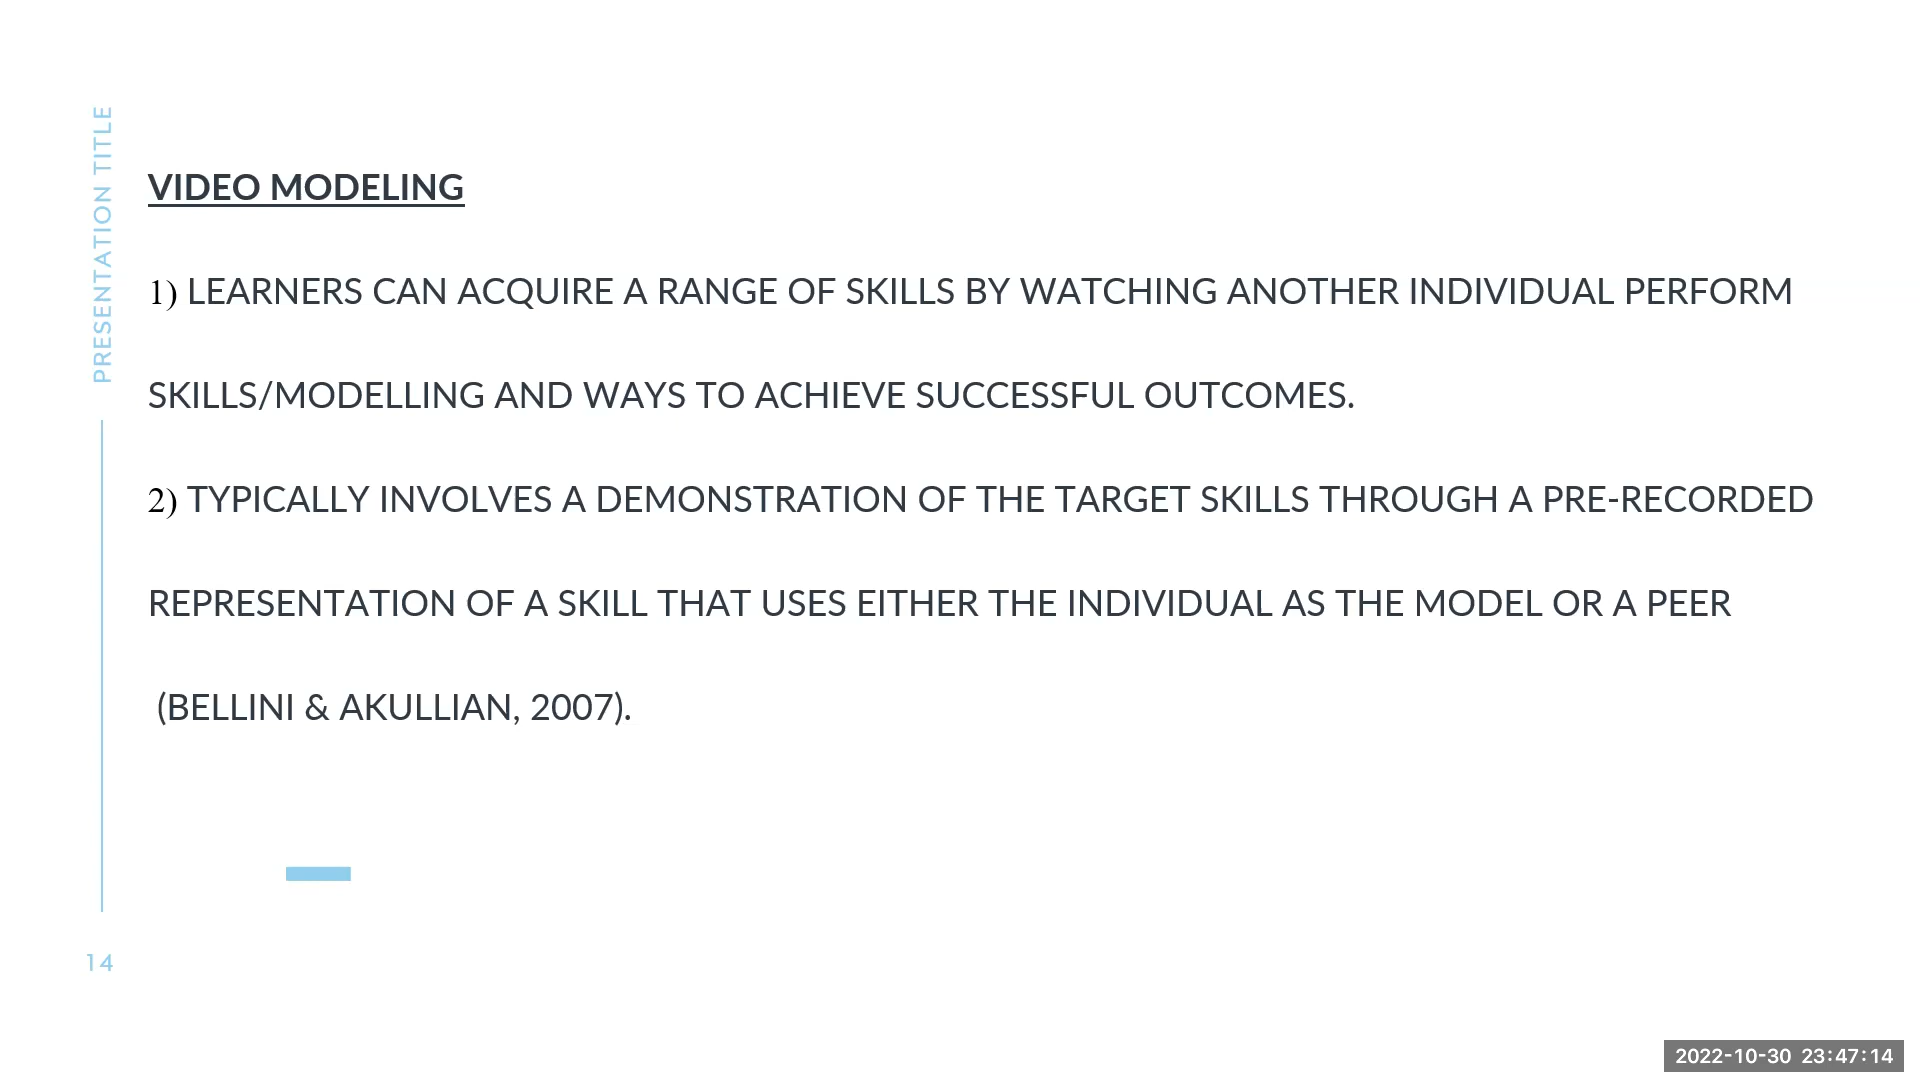 PRESENTATION TITLE
VIDEO MODELING
1) LEARNERS CAN ACQUIRE A RANGE OF SKILLS BY WATCHING ANOTHER INDIVIDUAL PERFORM
SKILLS/MODELLING AND WAYS TO ACHIEVE SUCCESSFUL OUTCOMES.
2) TYPICALLY INVOLVES A DEMONSTRATION OF THE TARGET SKILLS THROUGH A PRE-RECORDED
REPRESENTATION OF A SKILL THAT USES EITHER THE INDIVIDUAL AS THE MODEL OR A PEER
(BELLINI & AKULLIAN, 2007).
14
2022-10-30 23:47:14